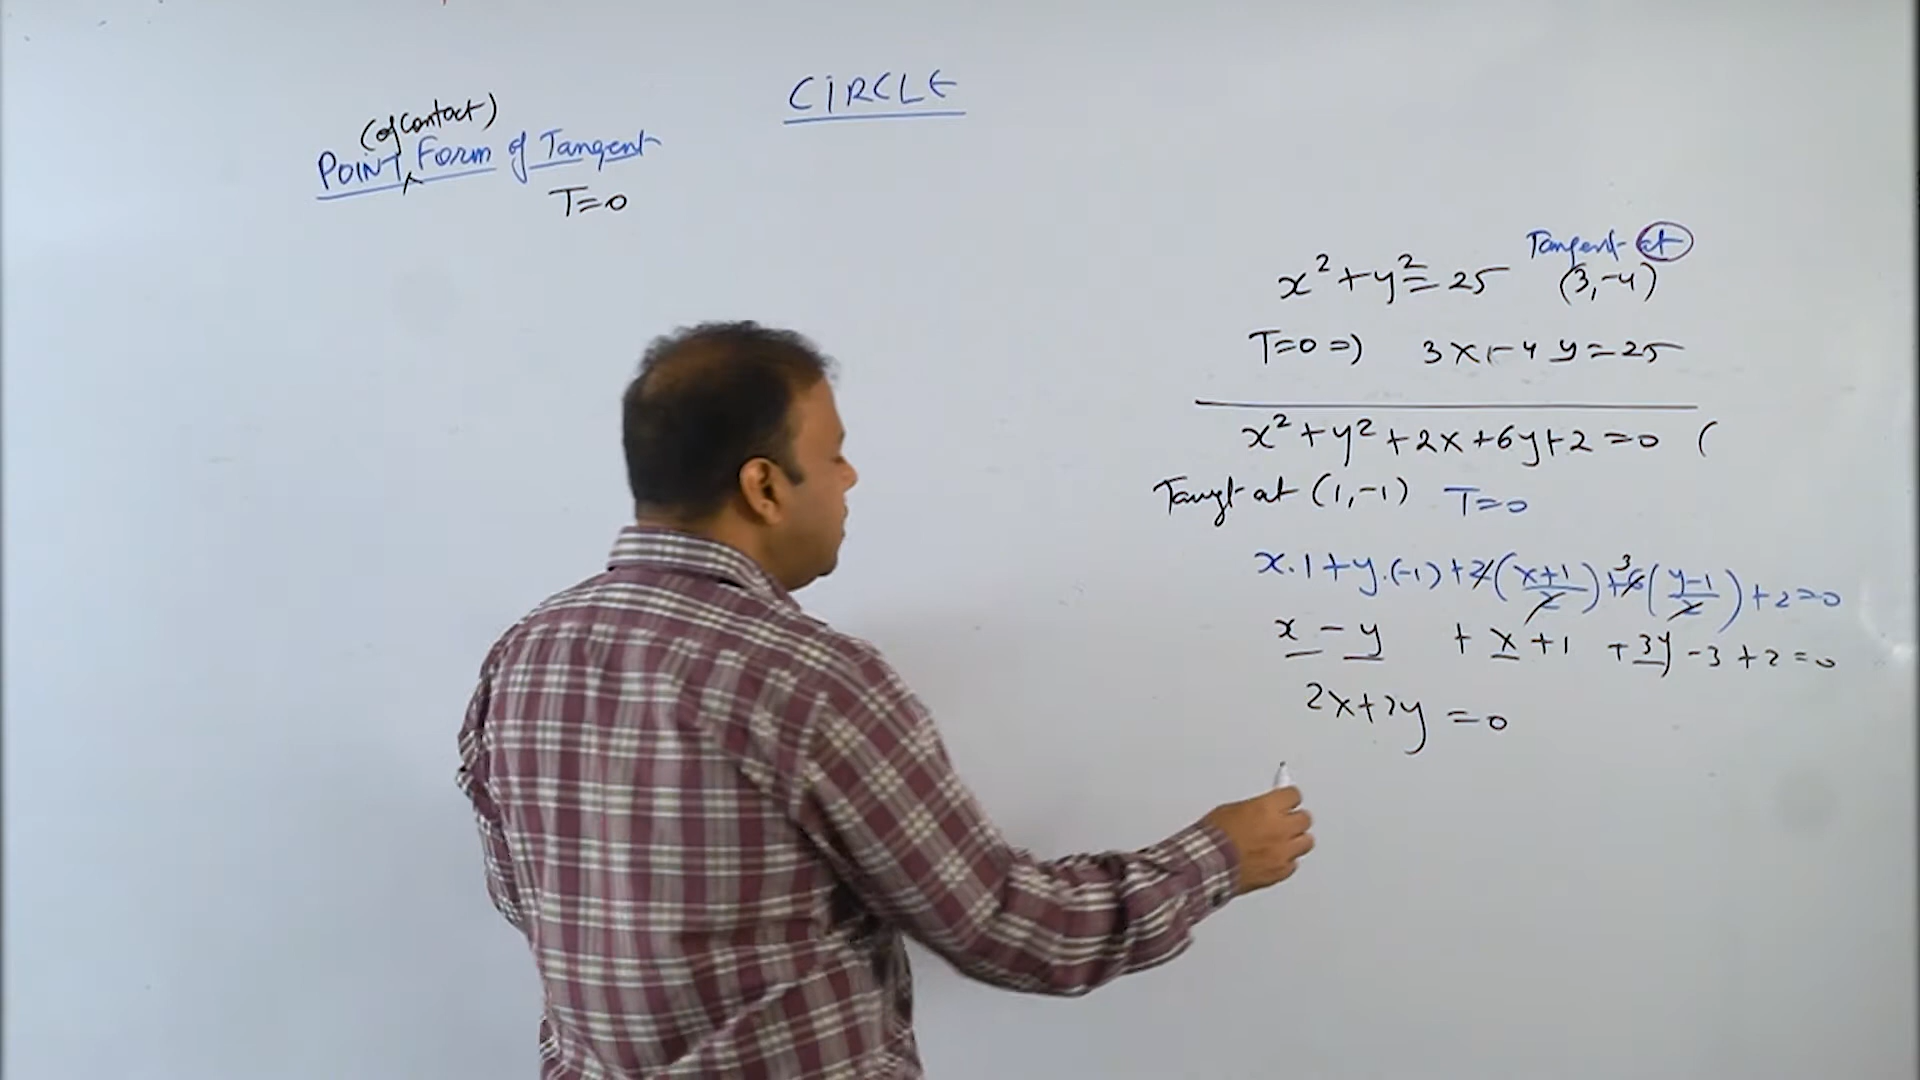 CIRCLE
(of Contact)
POINT ^ Form of Tangent
T=0
Tangent at
x² + y² = 25 (3,-4)
T=0 ⇒ 3x - 4y = 25
x² + y² + 2x + 6y + 2 = 0 (
Tangt at (1,-1) T=0
x.1 + y.(-1) + 2((x+1)/2) + 6³((y-1)/2) + 2 = 0
x - y + x + 1 + 3y - 3 + 2 = 0
2x + 2y = 0